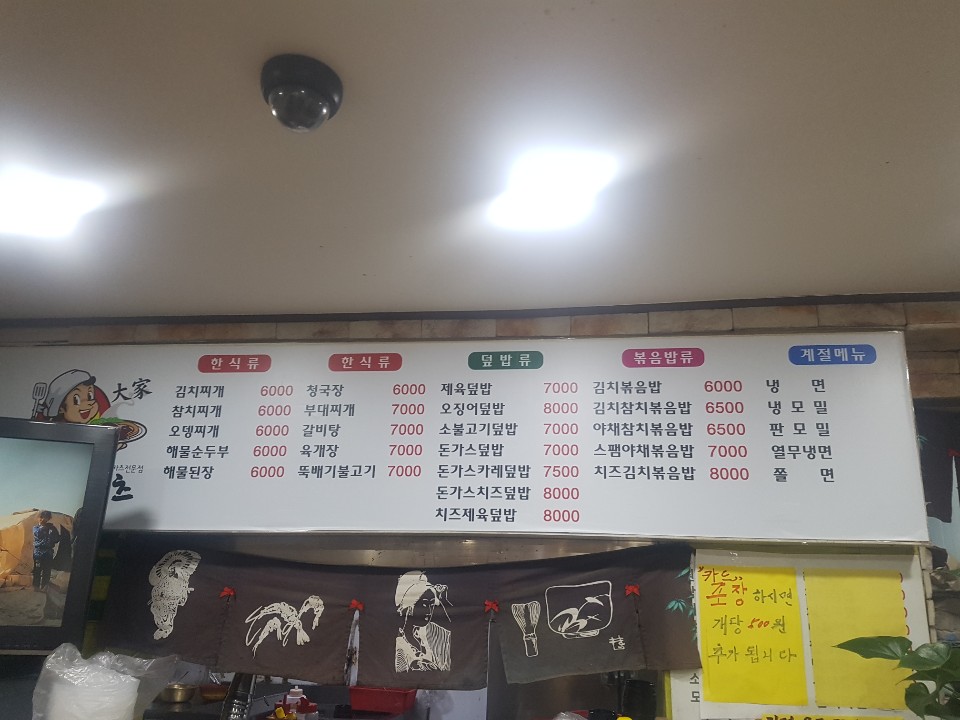 大家
가스전문점
초
한식류
김치찌개 6000
참치찌개 6000
오뎅찌개 6000
해물순두부 6000
해물된장 6000
한식류
청국장 6000
부대찌개 7000
갈비탕 7000
육개장 7000
뚝배기불고기 7000
덮밥류
제육덮밥 7000
오징어덮밥 8000
소불고기덮밥 7000
돈가스덮밥 7000
돈가스카레덮밥 7500
돈가스치즈덮밥 8000
치즈제육덮밥 8000
볶음밥류
김치볶음밥 6000
김치참치볶음밥 6500
야채참치볶음밥 6500
스팸야채볶음밥 7000
치즈김치볶음밥 8000
계절메뉴
냉 면
냉 모 밀
판 모 밀
열무냉면
쫄 면
"카드"
포장 하시면
개당 500원
추가 됩니다
소
모